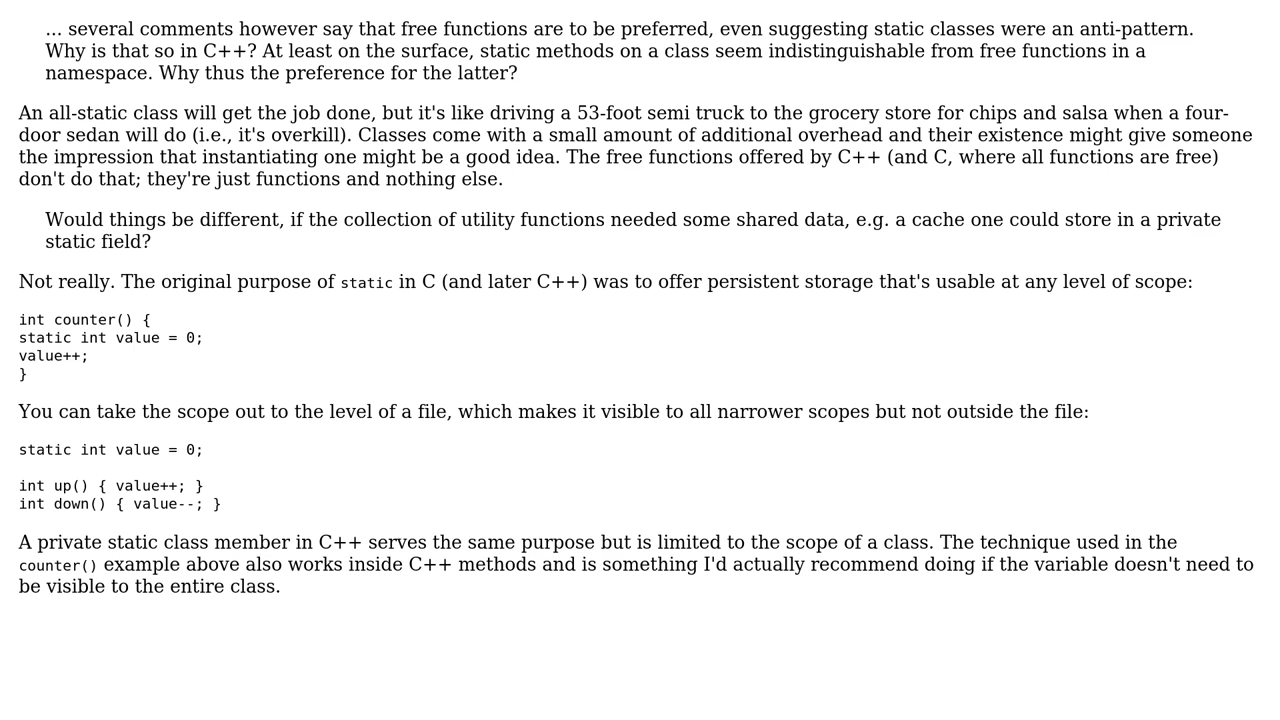 ... several comments however say that free functions are to be preferred, even suggesting static classes were an anti-pattern.
Why is that so in C++? At least on the surface, static methods on a class seem indistinguishable from free functions in a
namespace. Why thus the preference for the latter?
An all-static class will get the job done, but it's like driving a 53-foot semi truck to the grocery store for chips and salsa when a four-
door sedan will do (i.e., it's overkill). Classes come with a small amount of additional overhead and their existence might give someone
the impression that instantiating one might be a good idea. The free functions offered by C++ (and C, where all functions are free)
don't do that; they're just functions and nothing else.
Would things be different, if the collection of utility functions needed some shared data, e.g. a cache one could store in a private
static field?
Not really. The original purpose of static in C (and later C++) was to offer persistent storage that's usable at any level of scope:
int counter() {
static int value = 0;
value++;
}
You can take the scope out to the level of a file, which makes it visible to all narrower scopes but not outside the file:
static int value = 0;
int up() { value++; }
int down() { value--; }
A private static class member in C++ serves the same purpose but is limited to the scope of a class. The technique used in the
counter() example above also works inside C++ methods and is something I'd actually recommend doing if the variable doesn't need to
be visible to the entire class.